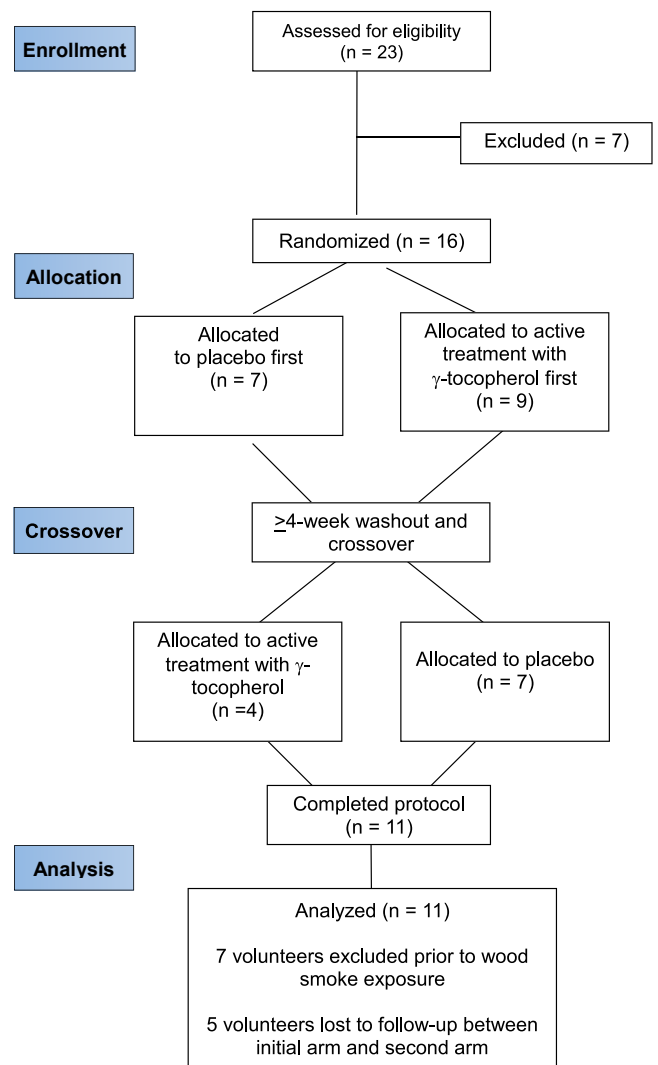 Enrollment
Assessed for eligibility
(n = 23)
Excluded (n = 7)
Randomized (n = 16)
Allocation
Allocated
to placebo first
(n = 7)
Allocated to active
treatment with
γ-tocopherol first
(n = 9)
Crossover
≥4-week washout and
crossover
Allocated to active
treatment with γ-
tocopherol
(n =4)
Allocated to placebo
(n = 7)
Completed protocol
(n = 11)
Analysis
Analyzed (n = 11)
7 volunteers excluded prior to wood
smoke exposure
5 volunteers lost to follow-up between
initial arm and second arm